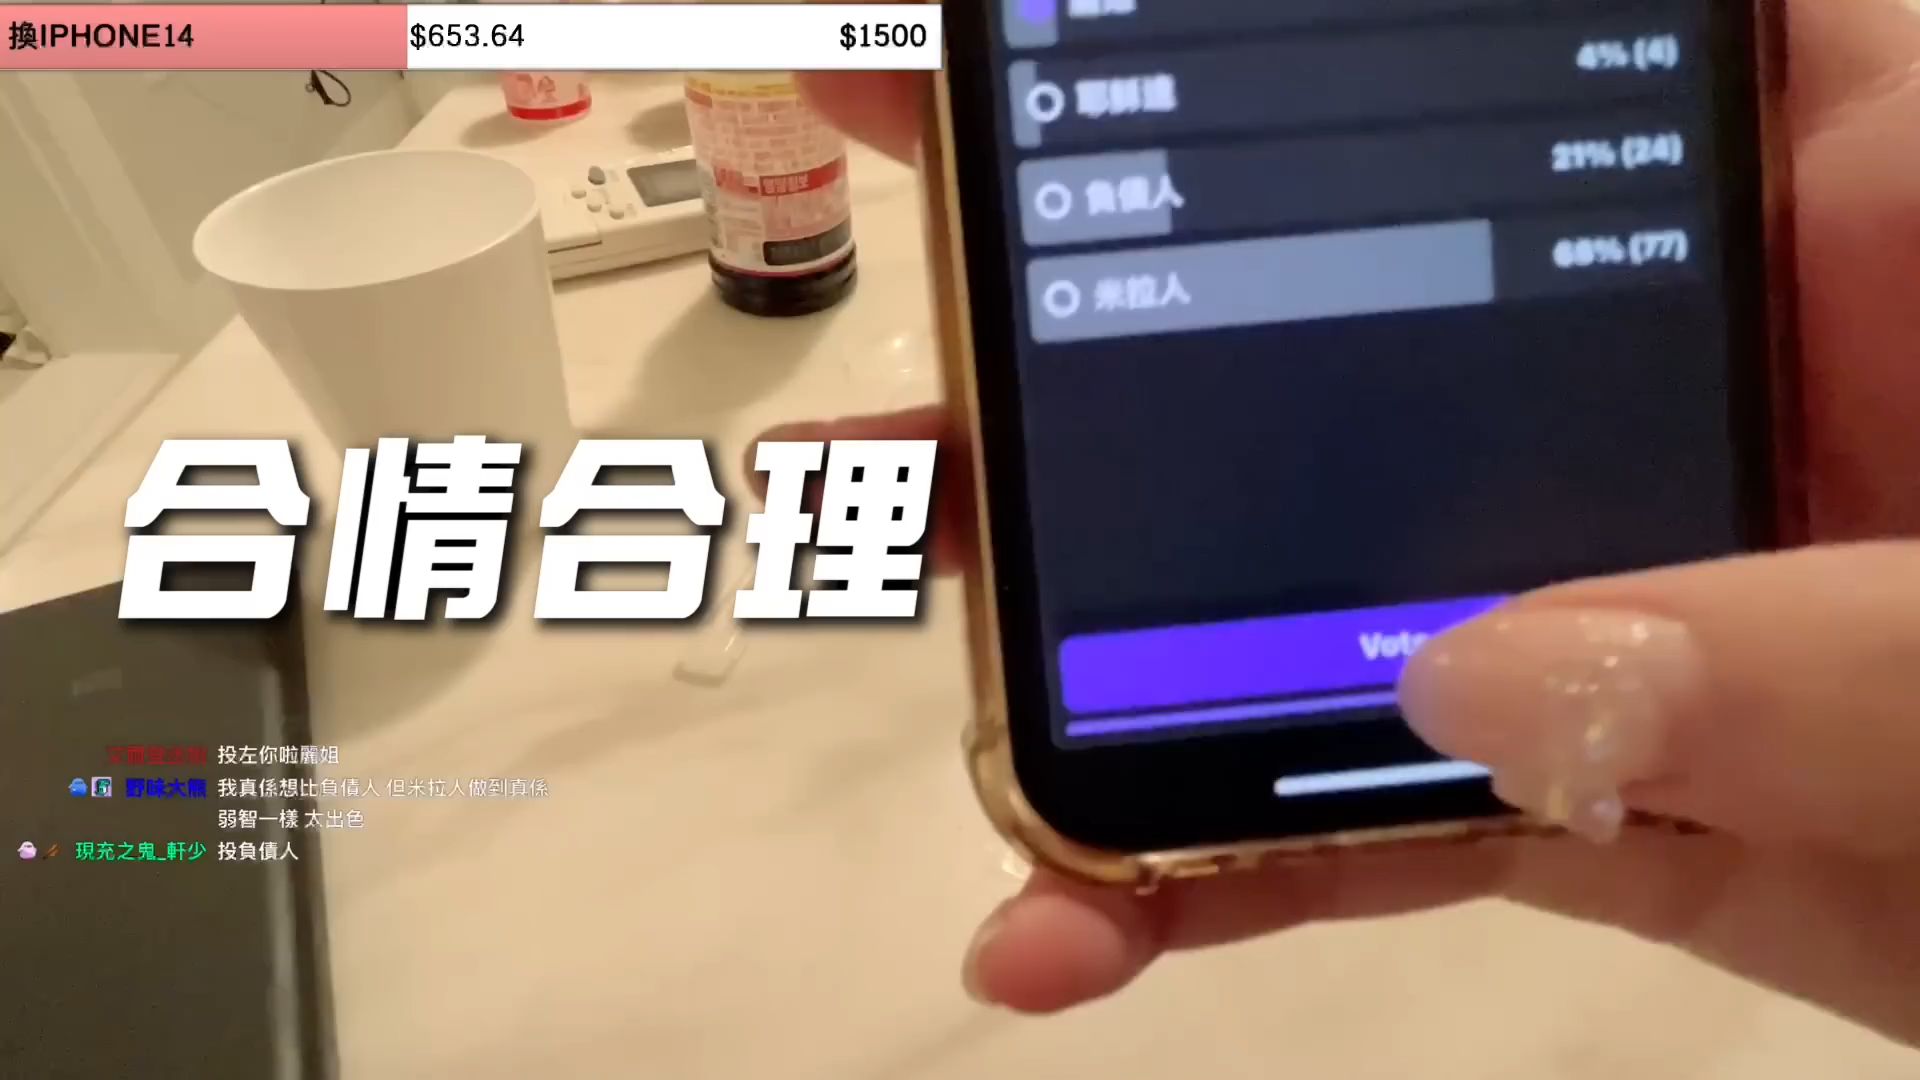 換IPHONE14
$653.64
$1500
4% (4)
21% (24)
負債人
68% (77)
米拉人
合情合理
投左你啦麗姐
野味大熊 我真係想比負債人 但米拉人做到真係
弱智一樣 太出色
現充之鬼_軒少 投負債人